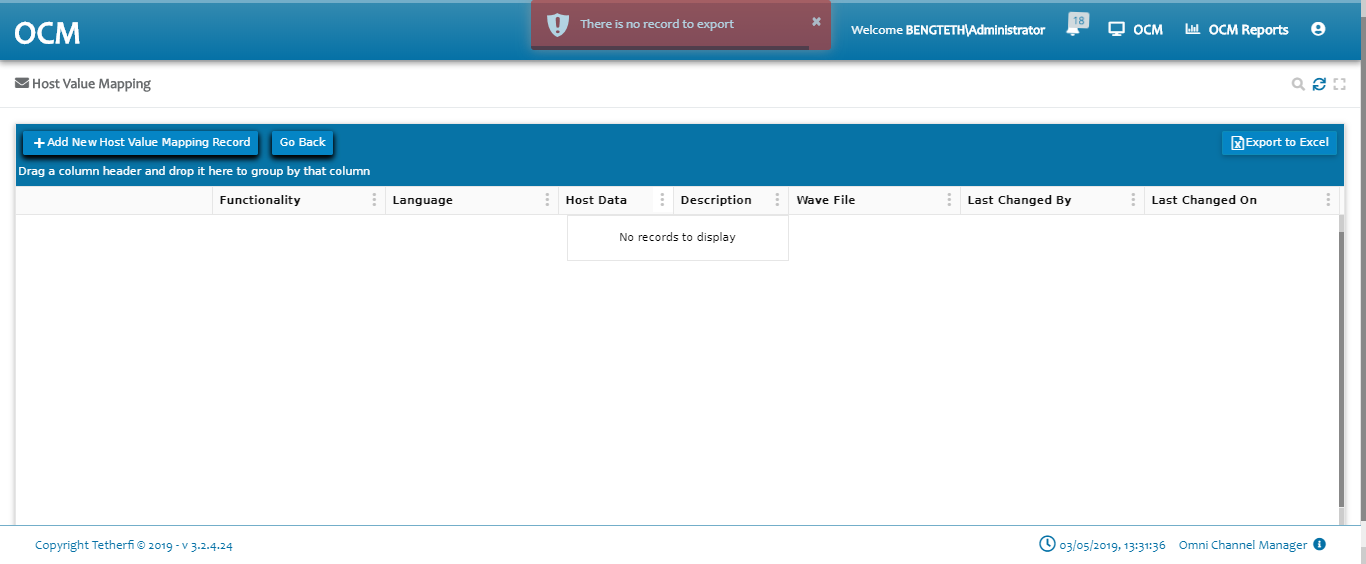 OCM
There is no record to export
Welcome BENGTETH\Administrator
18
OCM
OCM Reports
Host Value Mapping
Add New Host Value Mapping Record
Go Back
Export to Excel
Drag a column header and drop it here to group by that column
Functionality Language Host Data Description Wave File Last Changed By Last Changed On
No records to display
Copyright Tetherfi © 2019 - v 3.2.4.24
03/05/2019, 13:31:36
Omni Channel Manager